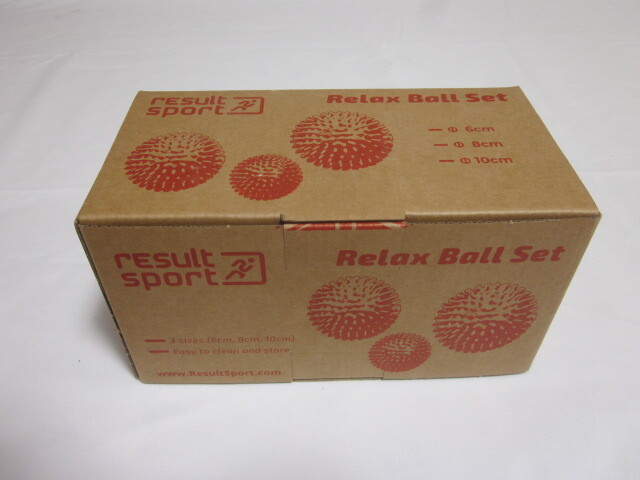 result
sport
Relax Ball Set
Φ 6cm
Φ 8cm
Φ 10cm
result
sport
Relax Ball Set
3 sizes (6cm, 8cm, 10cm)
Easy to clean and store
www.ResultSport.com